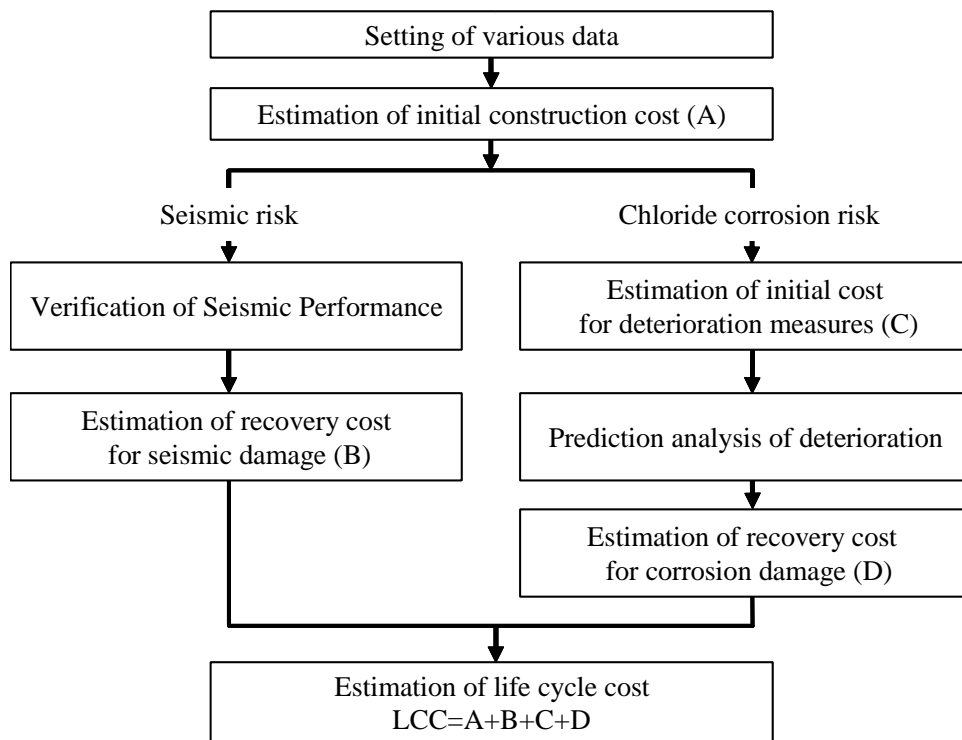 Setting of various data
Estimation of initial construction cost (A)
Seismic risk
Chloride corrosion risk
Verification of Seismic Performance
Estimation of initial cost
for deterioration measures (C)
Estimation of recovery cost
for seismic damage (B)
Prediction analysis of deterioration
Estimation of recovery cost
for corrosion damage (D)
Estimation of life cycle cost
LCC=A+B+C+D